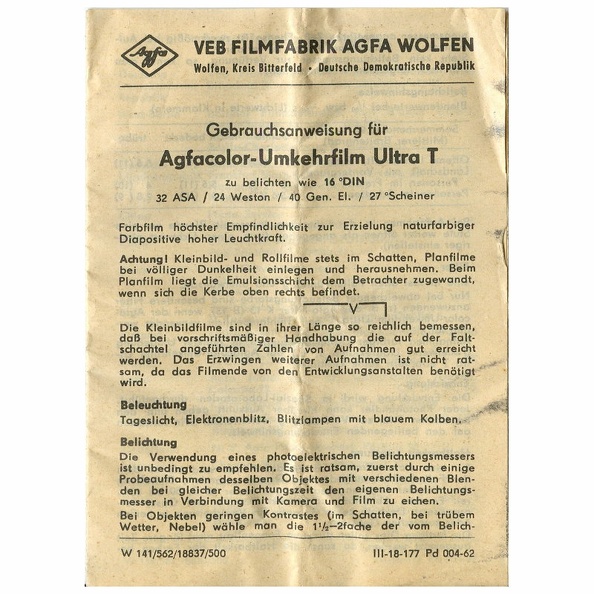 Agfa
VEB FILMFABRIK AGFA WOLFEN
Wolfen, Kreis Bitterfeld • Deutsche Demokratische Republik
Gebrauchsanweisung für
Agfacolor-Umkehrfilm Ultra T
zu belichten wie 16 °DIN
32 ASA / 24 Weston / 40 Gen. El. / 27 °Scheiner
Farbfilm höchster Empfindlichkeit zur Erzielung naturfarbiger
Diapositive hoher Leuchtkraft.
Achtung! Kleinbild- und Rollfilme stets im Schatten, Planfilme
bei völliger Dunkelheit einlegen und herausnehmen. Beim
Planfilm liegt die Emulsionsschicht dem Betrachter zugewandt,
wenn sich die Kerbe oben rechts befindet.
Die Kleinbildfilme sind in ihrer Länge so reichlich bemessen,
daß bei vorschriftsmäßiger Handhabung die auf der Falt-
schachtel angeführten Zahlen von Aufnahmen gut erreicht
werden. Das Erzwingen weiterer Aufnahmen ist nicht rat-
sam, da das Filmende von den Entwicklungsanstalten benötigt
wird.
Beleuchtung
Tageslicht, Elektronenblitz, Blitzlampen mit blauem Kolben.
Belichtung
Die Verwendung eines photoelektrischen Belichtungsmessers
ist unbedingt zu empfehlen. Es ist ratsam, zuerst durch einige
Probeaufnahmen desselben Objektes mit verschiedenen Blen-
den bei gleicher Belichtungszeit den eigenen Belichtungs-
messer in Verbindung mit Kamera und Film zu eichen.
Bei Objekten geringen Kontrastes (im Schatten, bei trübem
Wetter, Nebel) wähle man die 1½–2fache der vom Belich-
W 141/562/18837/500 III-18-177 Pd 004-62